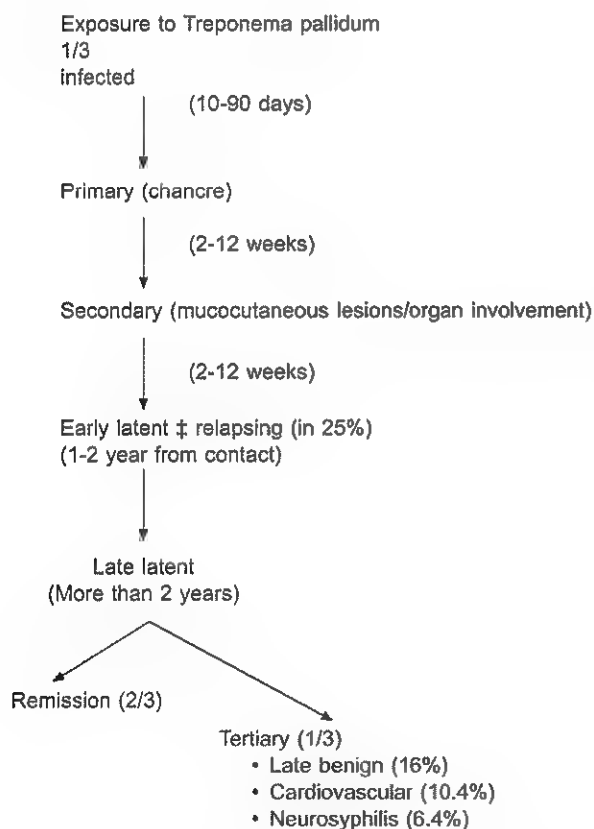 Exposure to Treponema pallidum
1/3
infected
(10-90 days)
Primary (chancre)
(2-12 weeks)
Secondary (mucocutaneous lesions/organ involvement)
(2-12 weeks)
Early latent ‡ relapsing (in 25%)
(1-2 year from contact)
Late latent
(More than 2 years)
Remission (2/3)
Tertiary (1/3)
• Late benign (16%)
• Cardiovascular (10.4%)
• Neurosyphilis (6.4%)